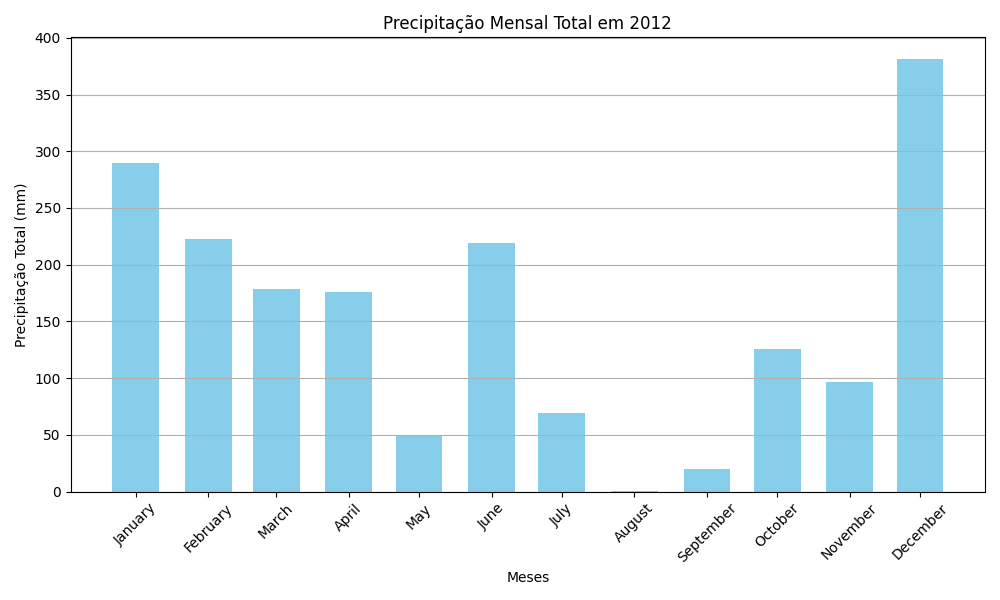 Precipitação Mensal Total em 2012
Precipitação Total (mm)
400
350
300
250
200
150
100
50
0
January
February
March
April
May
June
July
August
September
October
November
December
Meses